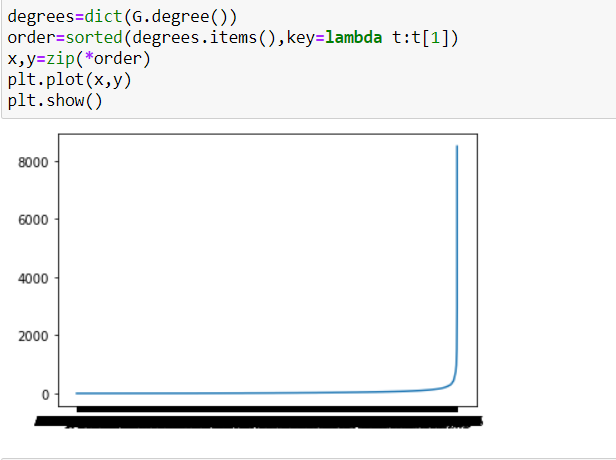 degrees=dict(G.degree())
order=sorted(degrees.items(),key=lambda t:t[1])
x,y=zip(*order)
plt.plot(x,y)
plt.show()
8000
6000
4000
2000
0